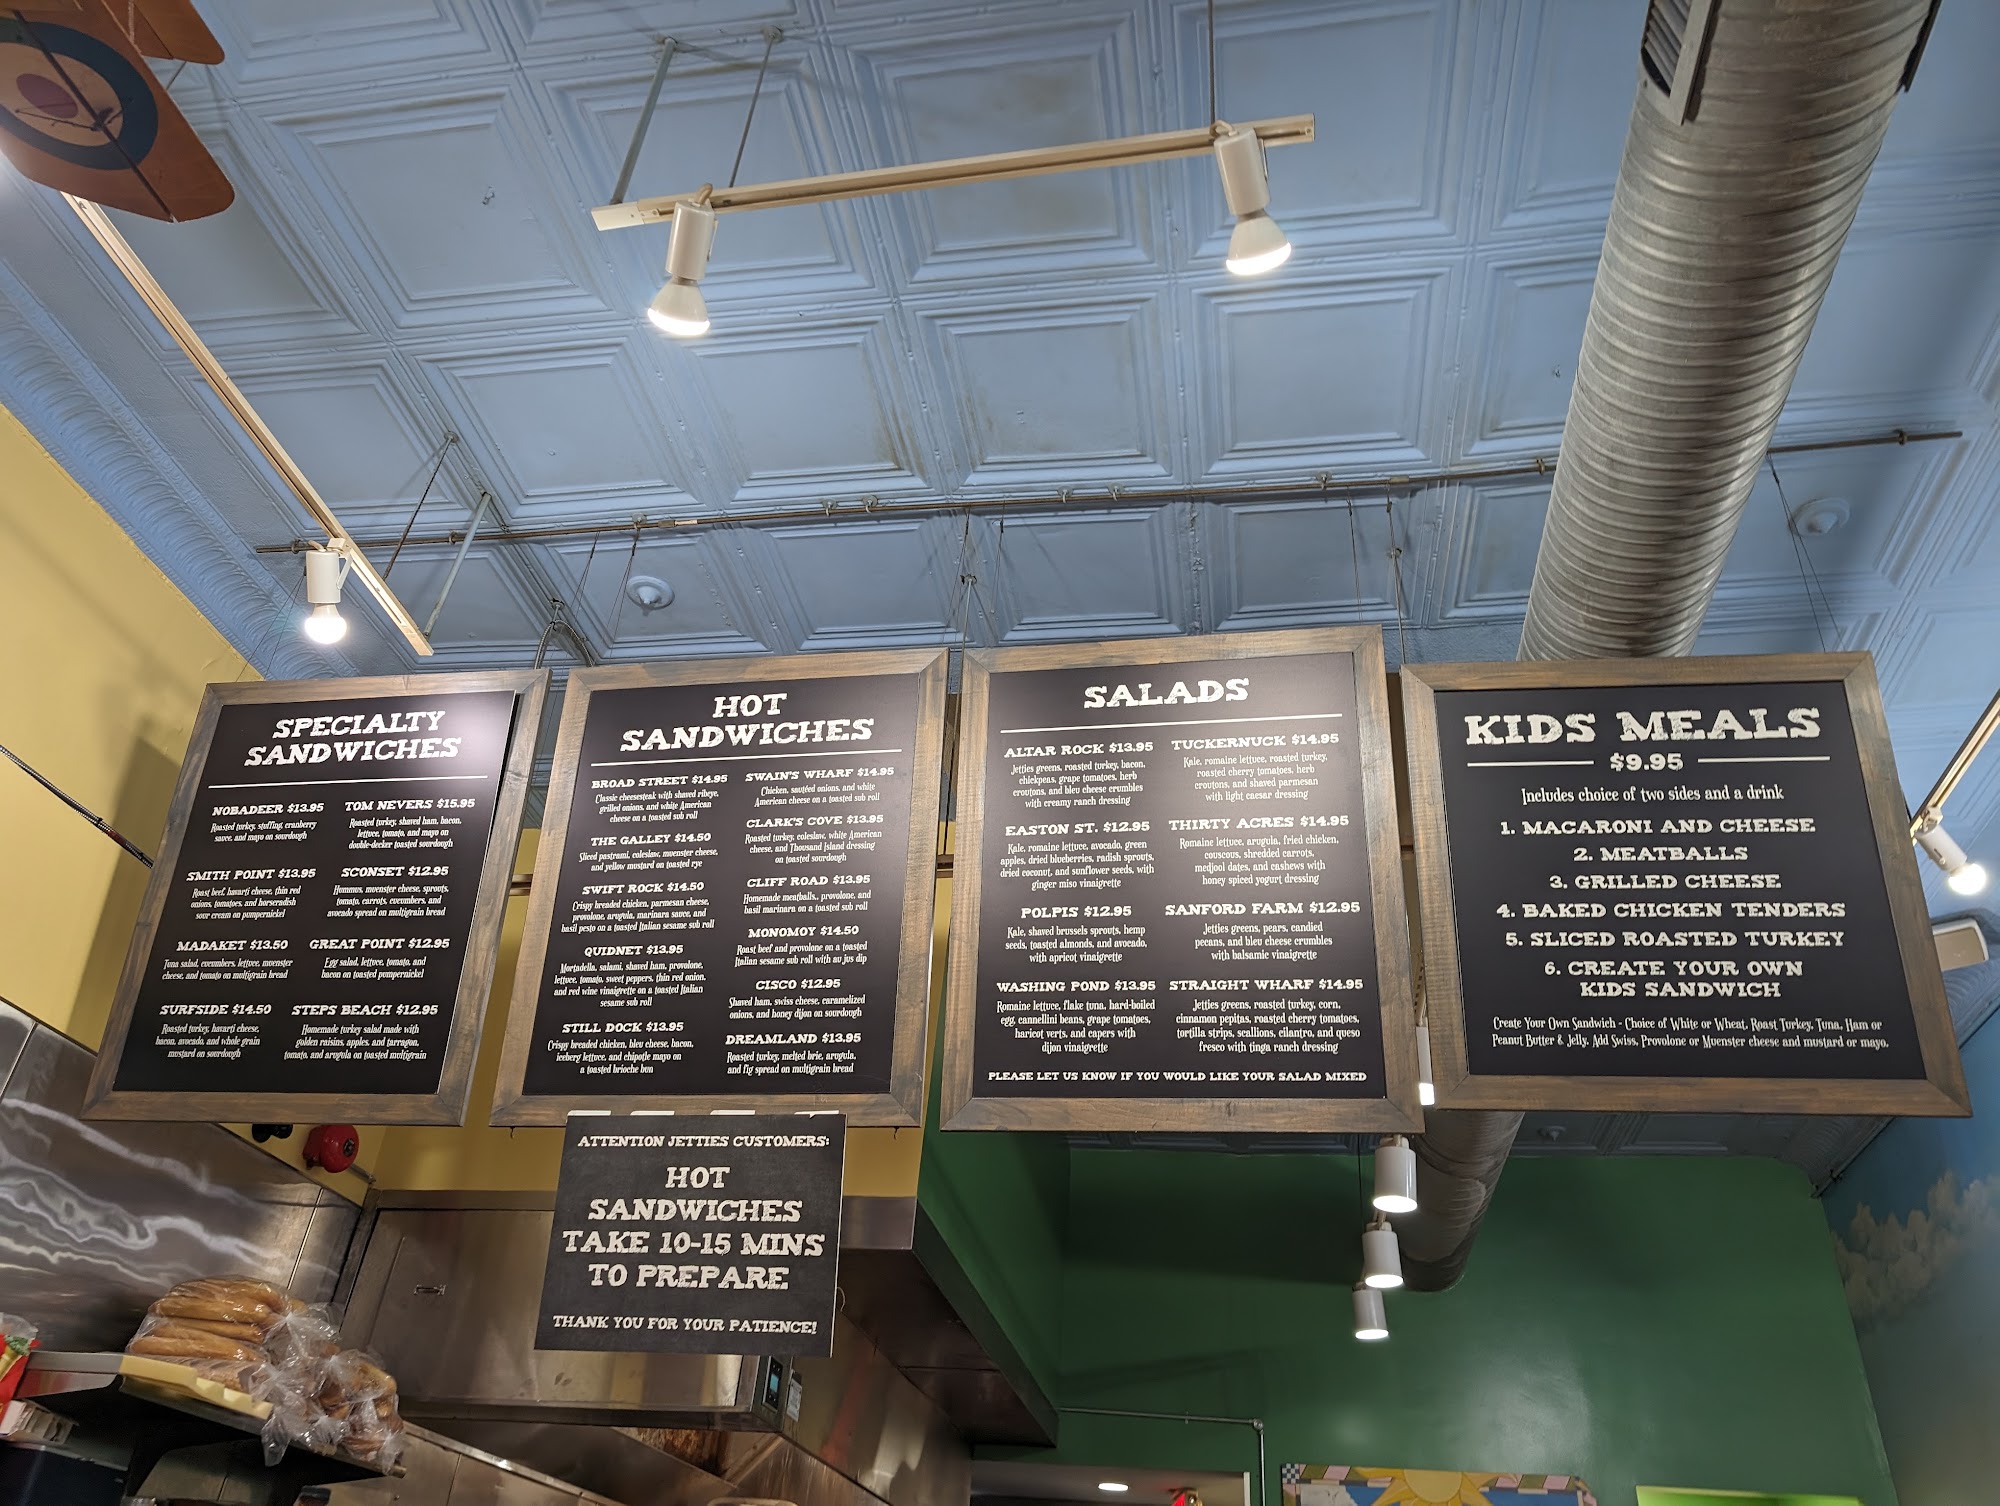 SPECIALTY
SANDWICHES
NOBADEER $13.95
Roasted turkey, stuffing, cranberry
sauce, and mayo on sourdough
SMITH POINT $13.95
Roast beef, havarti cheese, thin red
onions, tomatoes, and horseradish
sour cream on pumpernickel
MADAKET $13.50
Tuna salad, cucumbers, lettuce, muenster
cheese, and tomato on multigrain bread
SURFSIDE $14.50
Roasted turkey, havarti cheese,
bacon, avocado, and whole grain
mustard on sourdough
TOM NEVERS $15.95
Roasted turkey, shaved ham, bacon,
lettuce, tomato, and mayo on
double-decker toasted sourdough
SCONSET $12.95
Hommus, muenster cheese, sprouts,
tomato, carrots, cucumbers, and
avocado spread on multigrain bread
GREAT POINT $12.95
Egg salad, lettuce, tomato, and
bacon on toasted pumpernickel
STEPS BEACH $12.95
Homemade turkey salad made with
golden raisins, apples, and tarragon,
tomato, and arugula on toasted multigrain
HOT
SANDWICHES
BROAD STREET $14.95
Classic cheesesteak with shaved ribeye,
grilled onions, and white American
cheese on a toasted sub roll
THE GALLEY $14.50
Sliced pastrami, coleslaw, muenster cheese,
and yellow mustard on toasted rye
SWIFT ROCK $14.50
Crispy breaded chicken, parmesan cheese,
provolone, arugula, marinara sauce, and
basil pesto on a toasted Italian sesame sub roll
QUIDNET $13.95
Mortadella, salami, shaved ham, provolone,
lettuce, tomato, sweet peppers, thin red onion,
and red wine vinaigrette on a toasted Italian
sesame sub roll
STILL DOCK $13.95
Crispy breaded chicken, bleu cheese, bacon,
iceberg lettuce, and chipotle mayo on
a toasted brioche bun
SWAIN'S WHARF $14.95
Chicken, sautéed onions, and white
American cheese on a toasted sub roll
CLARK'S COVE $13.95
Roasted turkey, coleslaw, white American
cheese, and Thousand Island dressing
on toasted sourdough
CLIFF ROAD $13.95
Homemade meatballs, provolone, and
basil marinara on a toasted sub roll
MONOMOY $14.50
Roast beef and provolone on a toasted
Italian sesame sub roll with au jus dip
CISCO $12.95
Shaved ham, swiss cheese, caramelized
onions, and honey dijon on sourdough
DREAMLAND $13.95
Roasted turkey, melted brie, arugula,
and fig spread on multigrain bread
SALADS
ALTAR ROCK $13.95
Jetties greens, roasted turkey, bacon,
chickpeas, grape tomatoes, herb
croutons, and bleu cheese crumbles
with creamy ranch dressing
EASTON ST. $12.95
Kale, romaine lettuce, avocado, green
apples, dried blueberries, radish sprouts,
dried coconut, and sunflower seeds, with
ginger miso vinaigrette
POLPIS $12.95
Kale, shaved brussels sprouts, hemp
seeds, toasted almonds, and avocado,
with apricot vinaigrette
WASHING POND $13.95
Romaine lettuce, flake tuna, hard-boiled
egg, cannellini beans, grape tomatoes,
haricot verts, and capers with
dijon vinaigrette
TUCKERNUCK $14.95
Kale, romaine lettuce, roasted turkey,
roasted cherry tomatoes, herb
croutons, and shaved parmesan
with light caesar dressing
THIRTY ACRES $14.95
Romaine lettuce, arugula, fried chicken,
couscous, shredded carrots,
medjool dates, and cashews with
honey spiced yogurt dressing
SANFORD FARM $12.95
Jetties greens, pears, candied
pecans, and bleu cheese crumbles
with balsamic vinaigrette
STRAIGHT WHARF $14.95
Jetties greens, roasted turkey, corn,
cinnamon pepitas, roasted cherry tomatoes,
tortilla strips, scallions, cilantro, and queso
fresco with tinga ranch dressing
PLEASE LET US KNOW IF YOU WOULD LIKE YOUR SALAD MIXED
KIDS MEALS
$9.95
Includes choice of two sides and a drink
1. MACARONI AND CHEESE
2. MEATBALLS
3. GRILLED CHEESE
4. BAKED CHICKEN TENDERS
5. SLICED ROASTED TURKEY
6. CREATE YOUR OWN
KIDS SANDWICH
Create Your Own Sandwich - Choice of White or Wheat, Roast Turkey, Tuna, Ham or
Peanut Butter & Jelly. Add Swiss, Provolone or Muenster cheese and mustard or mayo.
ATTENTION JETTIES CUSTOMERS:
HOT
SANDWICHES
TAKE 10-15 MINS
TO PREPARE
THANK YOU FOR YOUR PATIENCE!